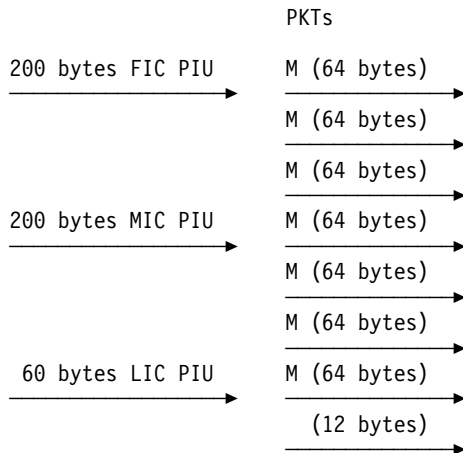 PKTs
200 bytes FIC PIU M (64 bytes)
M (64 bytes)
M (64 bytes)
200 bytes MIC PIU M (64 bytes)
M (64 bytes)
M (64 bytes)
60 bytes LIC PIU M (64 bytes)
(12 bytes)